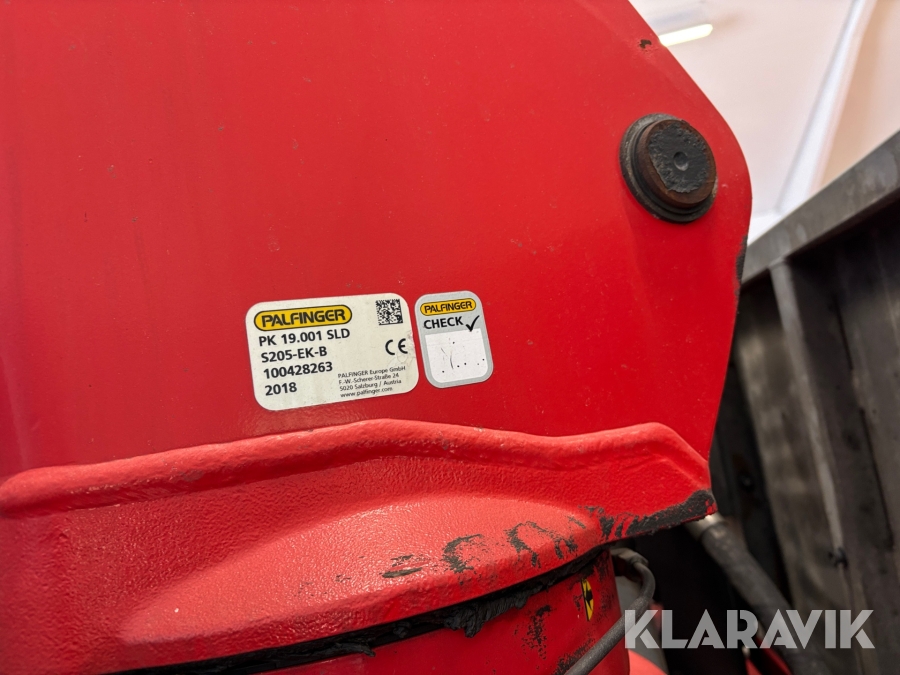 PALFINGER
PK 19.001 SLD
S205-EK-B
100428263
2018
CE
PALFINGER Europe GmbH
F.-W.-Scherer-Straße 24
5020 Salzburg / Austria
www.palfinger.com
PALFINGER
CHECK
KLARAVIK